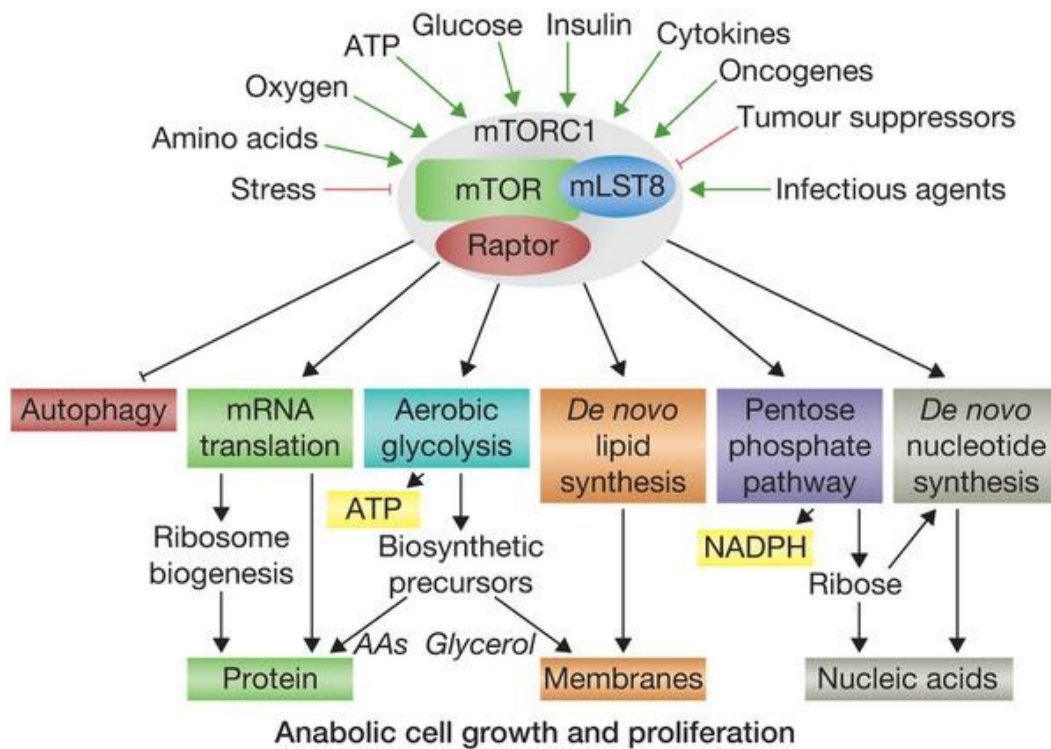 Glucose
Insulin
ATP
Cytokines
Oxygen
Oncogenes
Amino acids
mTORC1
Tumour suppressors
Stress
mTOR
mLST8
Infectious agents
Raptor
Autophagy
mRNA
translation
Aerobic
glycolysis
De novo
lipid
synthesis
Pentose
phosphate
pathway
De novo
nucleotide
synthesis
ATP
NADPH
Ribosome
biogenesis
Biosynthetic
precursors
Ribose
AAs Glycerol
Protein
Membranes
Nucleic acids
Anabolic cell growth and proliferation